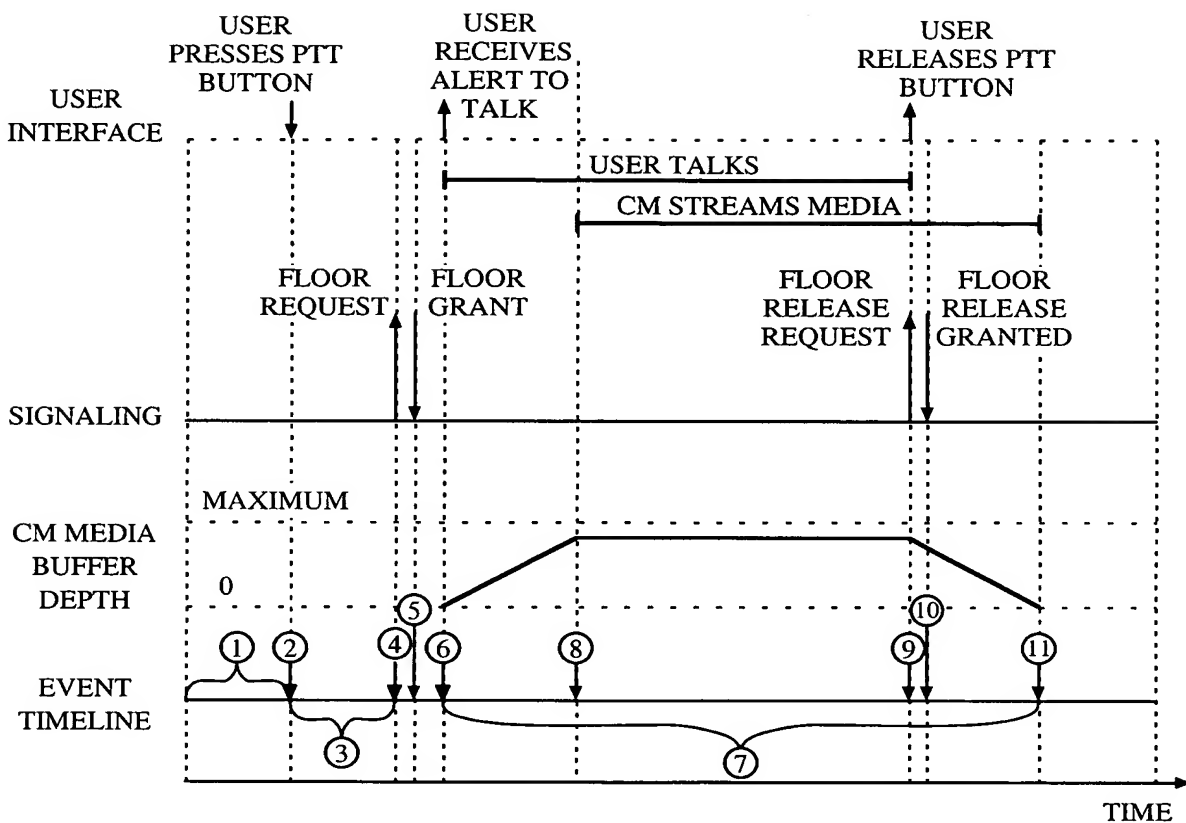 USER
PRESSES PTT
BUTTON
USER
RECEIVES
ALERT TO
TALK
USER
RELEASES PTT
BUTTON
USER
INTERFACE
USER TALKS
CM STREAMS MEDIA
FLOOR
REQUEST
FLOOR
GRANT
FLOOR
RELEASE
REQUEST
FLOOR
RELEASE
GRANTED
SIGNALING
MAXIMUM
CM MEDIA
BUFFER
DEPTH
0
1
2
3
4
5
6
7
8
9
10
11
EVENT
TIMELINE
TIME